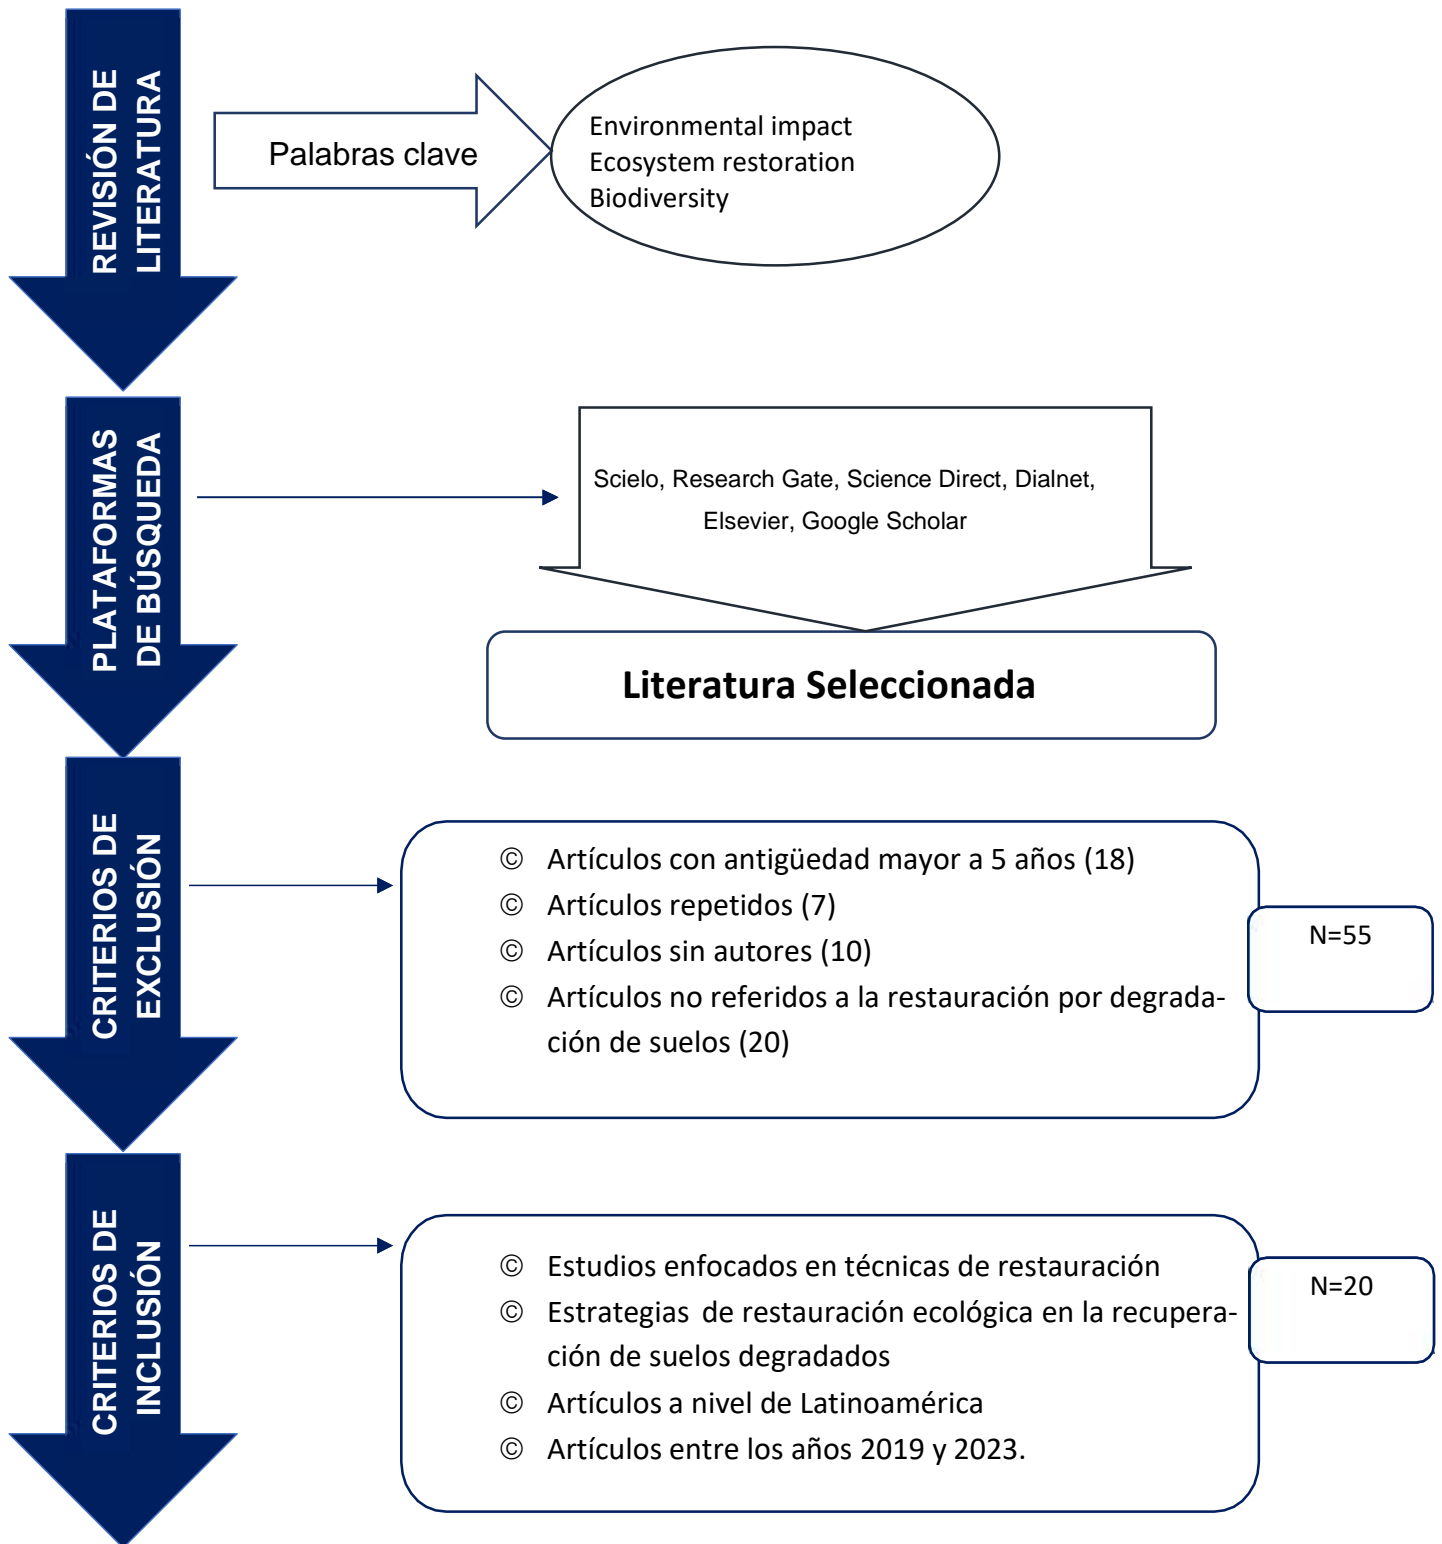 REVISIÓN DE
LITERATURA
Palabras clave
Environmental impact
Ecosystem restoration
Biodiversity
PLATAFORMAS
DE BÚSQUEDA
Scielo, Research Gate, Science Direct, Dialnet,
Elsevier, Google Scholar
Literatura Seleccionada
CRITERIOS DE
EXCLUSIÓN
© Artículos con antigüedad mayor a 5 años (18)
© Artículos repetidos (7)
© Artículos sin autores (10)
© Artículos no referidos a la restauración por degrada-
ción de suelos (20)
N=55
CRITERIOS DE
INCLUSIÓN
© Estudios enfocados en técnicas de restauración
© Estrategias de restauración ecológica en la recupera-
ción de suelos degradados
© Artículos a nivel de Latinoamérica
© Artículos entre los años 2019 y 2023.
N=20